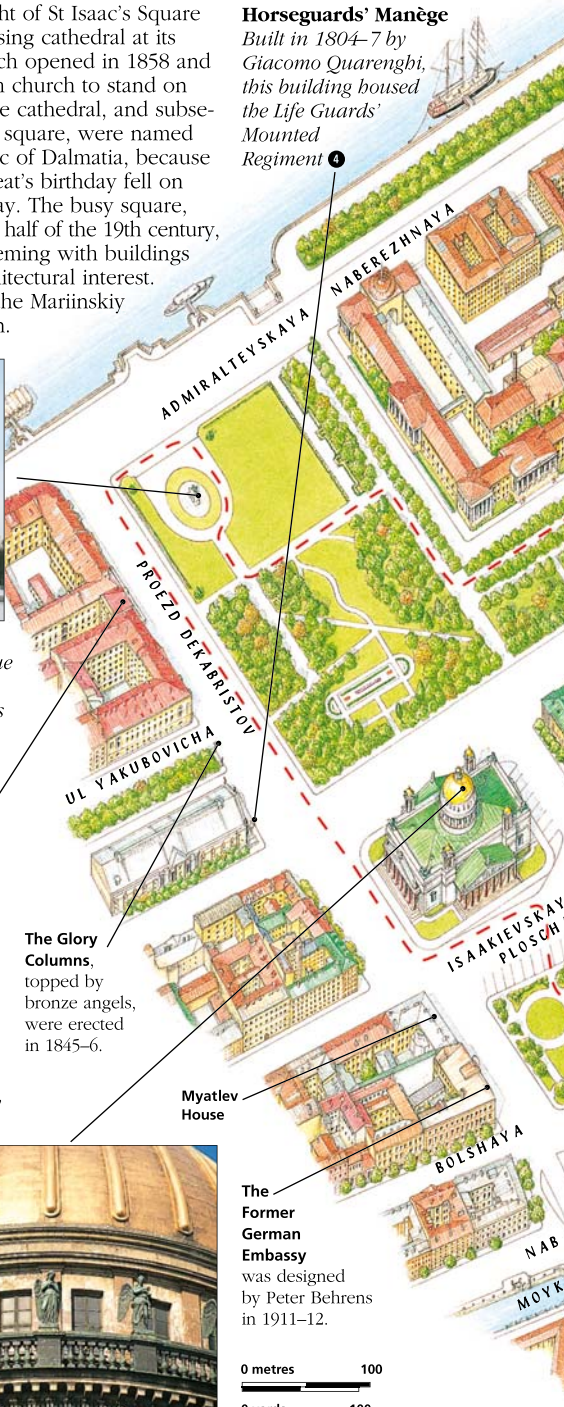 ht of St Isaac's Square
sing cathedral at its
ch opened in 1858 and
n church to stand on
e cathedral, and subse-
square, were named
c of Dalmatia, because
eat's birthday fell on
ay. The busy square,
half of the 19th century,
eming with buildings
itectural interest.
he Mariinskiy
n.
Horseguards' Manège
Built in 1804–7 by
Giacomo Quarenghi,
this building housed
the Life Guards'
Mounted
Regiment 4
ADMIRALTEYSKAYA NABEREZHNAYA
PROEZD DEKABRISTOV
ue
s
UL YAKUBOVICHA
ISAAKIEVSKAY
PLOSCH
The Glory
Columns,
topped by
bronze angels,
were erected
in 1845–6.
Myatlev
House
BOLSHAYA
The
Former
German
Embassy
was designed
by Peter Behrens
in 1911–12.
NAB
MOYK
0 metres 100
0 yards 100